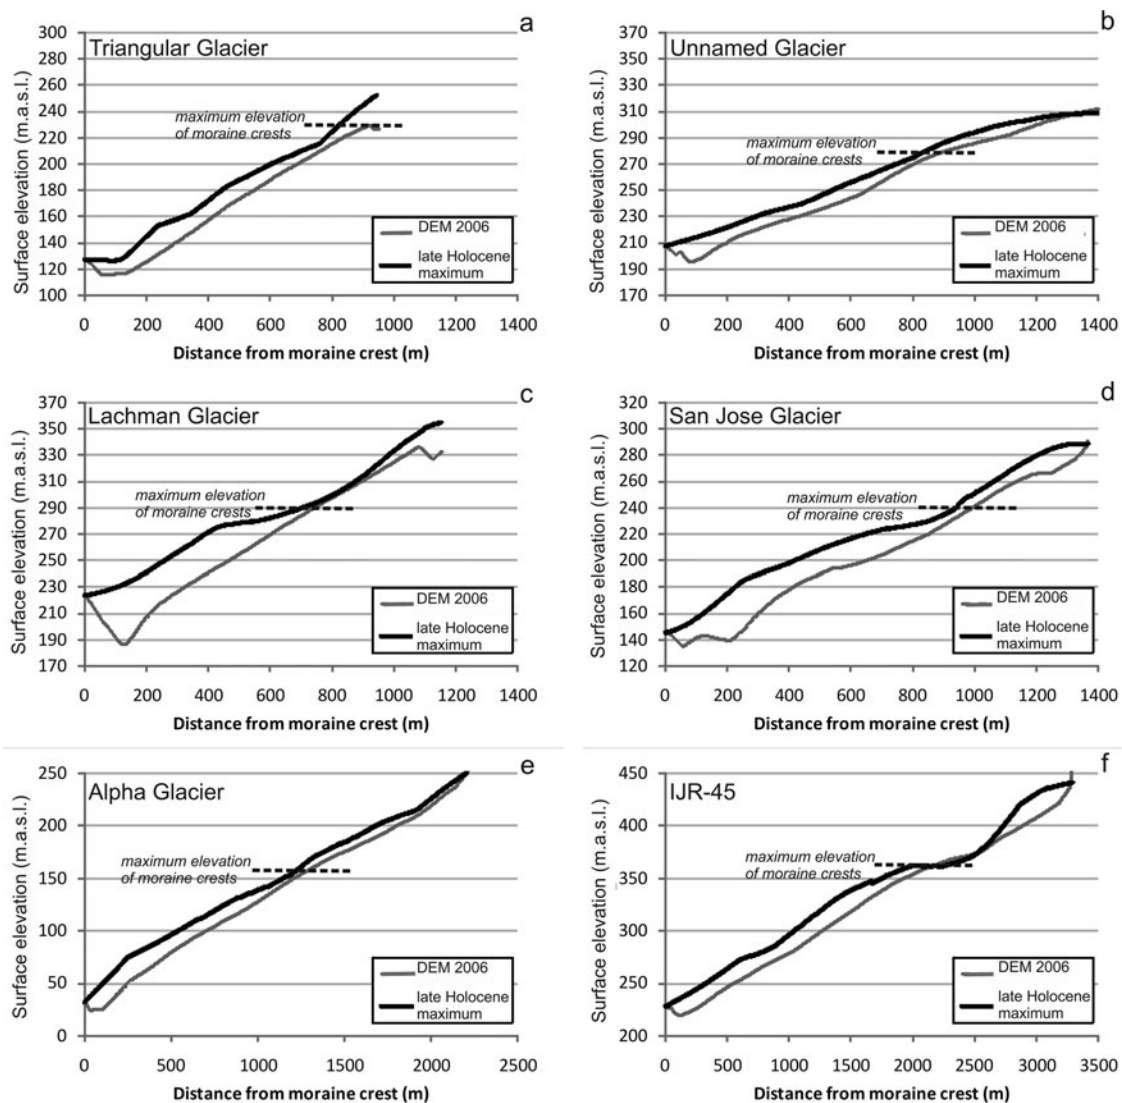 a
Triangular Glacier
Surface elevation (m.a.s.l.)
300
280
260
240
220
200
180
160
140
120
100
maximum elevation
of moraine crests
DEM 2006
late Holocene
maximum
0 200 400 600 800 1000 1200 1400
Distance from moraine crest (m)
b
Unnamed Glacier
Surface elevation (m.a.s.l.)
370
350
330
310
290
270
250
230
210
190
170
maximum elevation
of moraine crests
DEM 2006
late Holocene
maximum
0 200 400 600 800 1000 1200 1400
Distance from moraine crest (m)
c
Lachman Glacier
Surface elevation (m.a.s.l.)
370
350
330
310
290
270
250
230
210
190
170
maximum elevation
of moraine crests
DEM 2006
late Holocene
maximum
0 200 400 600 800 1000 1200 1400
Distance from moraine crest (m)
d
San Jose Glacier
Surface elevation (m.a.s.l.)
320
300
280
260
240
220
200
180
160
140
120
maximum elevation
of moraine crests
DEM 2006
late Holocene
maximum
0 200 400 600 800 1000 1200 1400
Distance from moraine crest (m)
e
Alpha Glacier
Surface elevation (m.a.s.l.)
250
200
150
100
50
0
maximum elevation
of moraine crests
DEM 2006
late Holocene
maximum
0 500 1000 1500 2000 2500
Distance from moraine crest (m)
f
IJR-45
Surface elevation (m.a.s.l.)
450
400
350
300
250
200
maximum elevation
of moraine crests
DEM 2006
late Holocene
maximum
0 500 1000 1500 2000 2500 3000 3500
Distance from moraine crest (m)